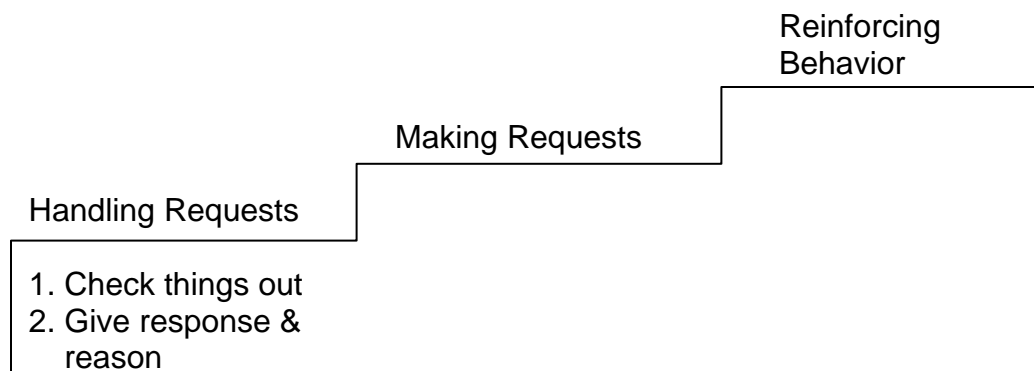 Reinforcing
Behavior
Making Requests
Handling Requests
1. Check things out
2. Give response &
reason